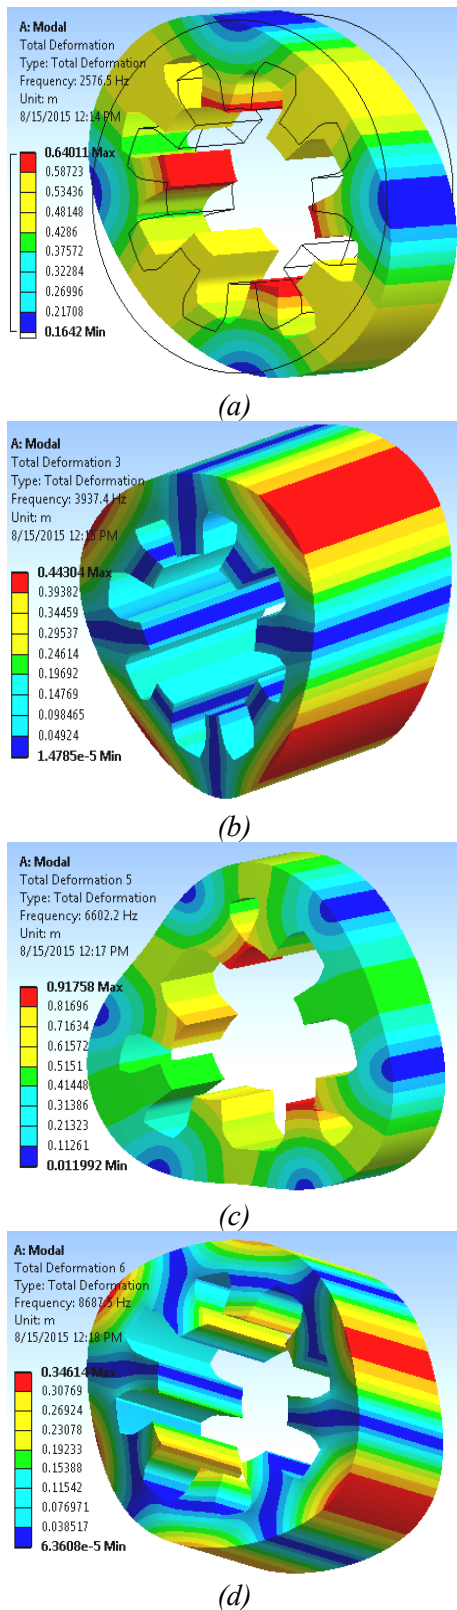 A: Modal
Total Deformation
Type: Total Deformation
Frequency: 2576.5 Hz
Unit: m
8/15/2015 12:14 PM
0.64011 Max
0.58723
0.53436
0.48148
0.4286
0.37572
0.32284
0.26996
0.21708
0.1642 Min
(a)
A: Modal
Total Deformation 3
Type: Total Deformation
Frequency: 3937.4 Hz
Unit: m
8/15/2015 12:15 PM
0.44304 Max
0.39382
0.34459
0.29537
0.24614
0.19692
0.14769
0.098465
0.04924
1.4785e-5 Min
(b)
A: Modal
Total Deformation 5
Type: Total Deformation
Frequency: 6602.2 Hz
Unit: m
8/15/2015 12:17 PM
0.91758 Max
0.81696
0.71634
0.61572
0.5151
0.41448
0.31386
0.21323
0.11261
0.011992 Min
(c)
A: Modal
Total Deformation 6
Type: Total Deformation
Frequency: 8687.5 Hz
Unit: m
8/15/2015 12:18 PM
0.34614 Max
0.30769
0.26924
0.23078
0.19233
0.15388
0.11542
0.076971
0.038517
6.3608e-5 Min
(d)